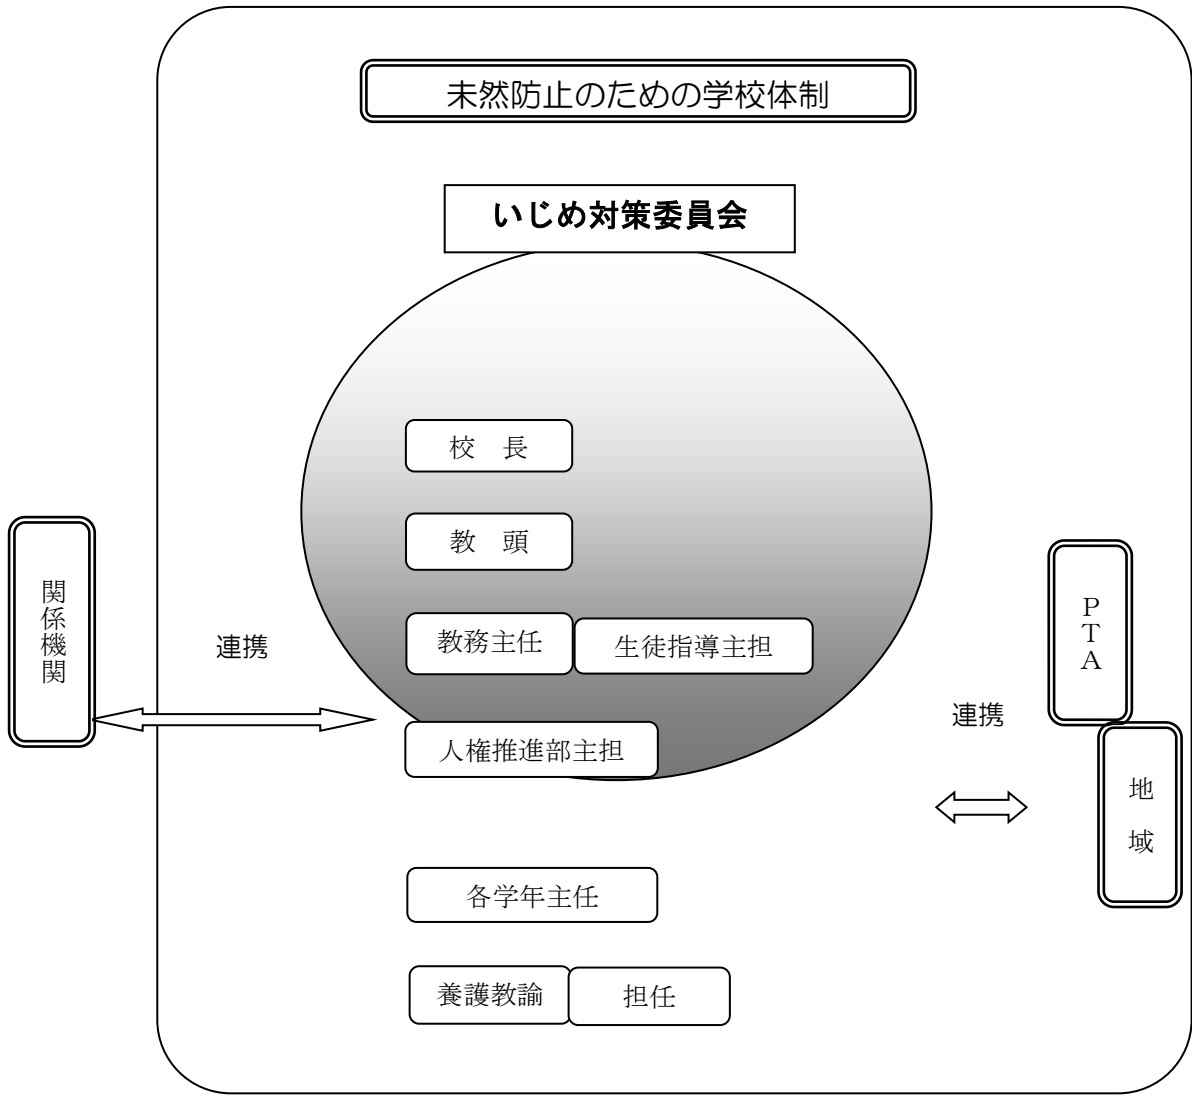 未然防止のための学校体制
いじめ対策委員会
校　長
教　頭
教務主任
生徒指導主担
人権推進部主担
各学年主任
養護教諭
担任
関係機関
連携
連携
PTA
地　域